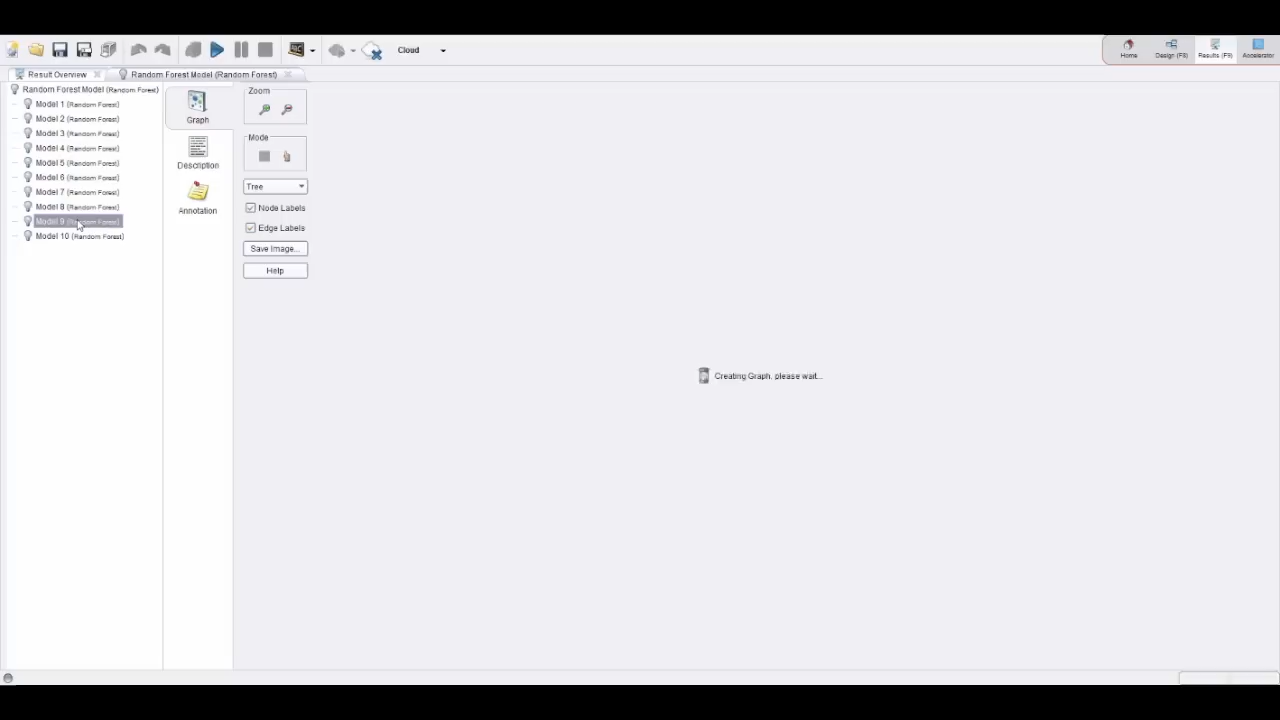 Cloud
Home
Design (F8)
Results (F9)
Accelerator
Result Overview
Random Forest Model (Random Forest)
Random Forest Model (Random Forest)
Model 1 (Random Forest)
Model 2 (Random Forest)
Model 3 (Random Forest)
Model 4 (Random Forest)
Model 5 (Random Forest)
Model 6 (Random Forest)
Model 7 (Random Forest)
Model 8 (Random Forest)
Model 9 (Random Forest)
Model 10 (Random Forest)
Graph
Description
Annotation
Zoom
Mode
Tree
Node Labels
Edge Labels
Save Image...
Help
Creating Graph, please wait...